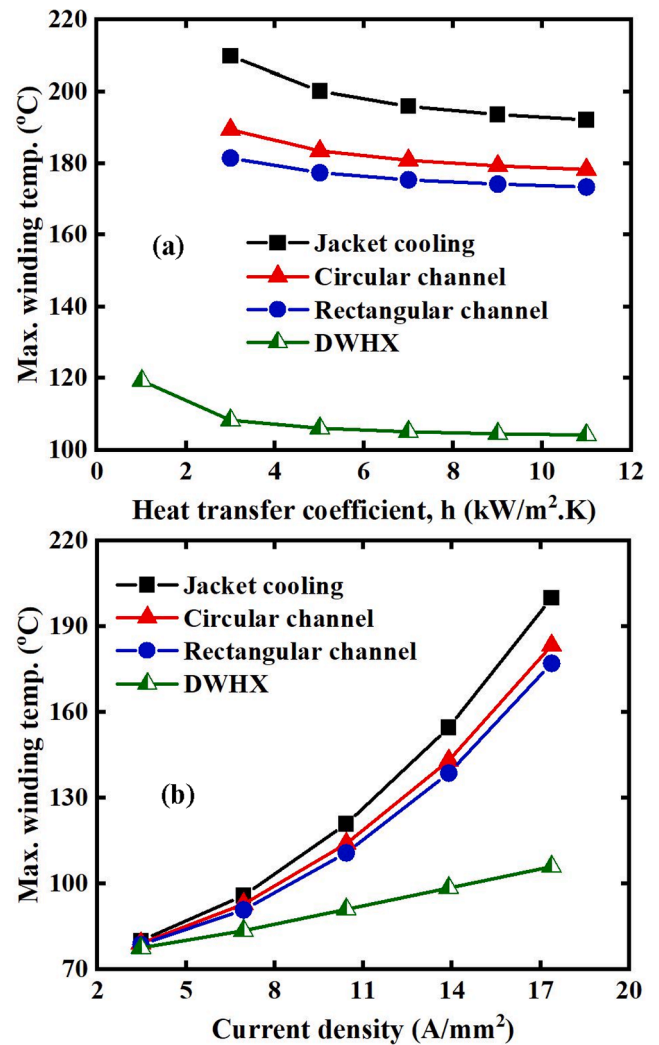 220
200
180
160
140
120
100
Max. winding temp. (ºC)
(a)
Jacket cooling
Circular channel
Rectangular channel
DWHX
0 2 4 6 8 10 12
Heat transfer coefficient, h (kW/m².K)
220
190
160
130
100
70
Max. winding temp. (ºC)
Jacket cooling
Circular channel
Rectangular channel
DWHX
(b)
2 5 8 11 14 17 20
Current density (A/mm²)